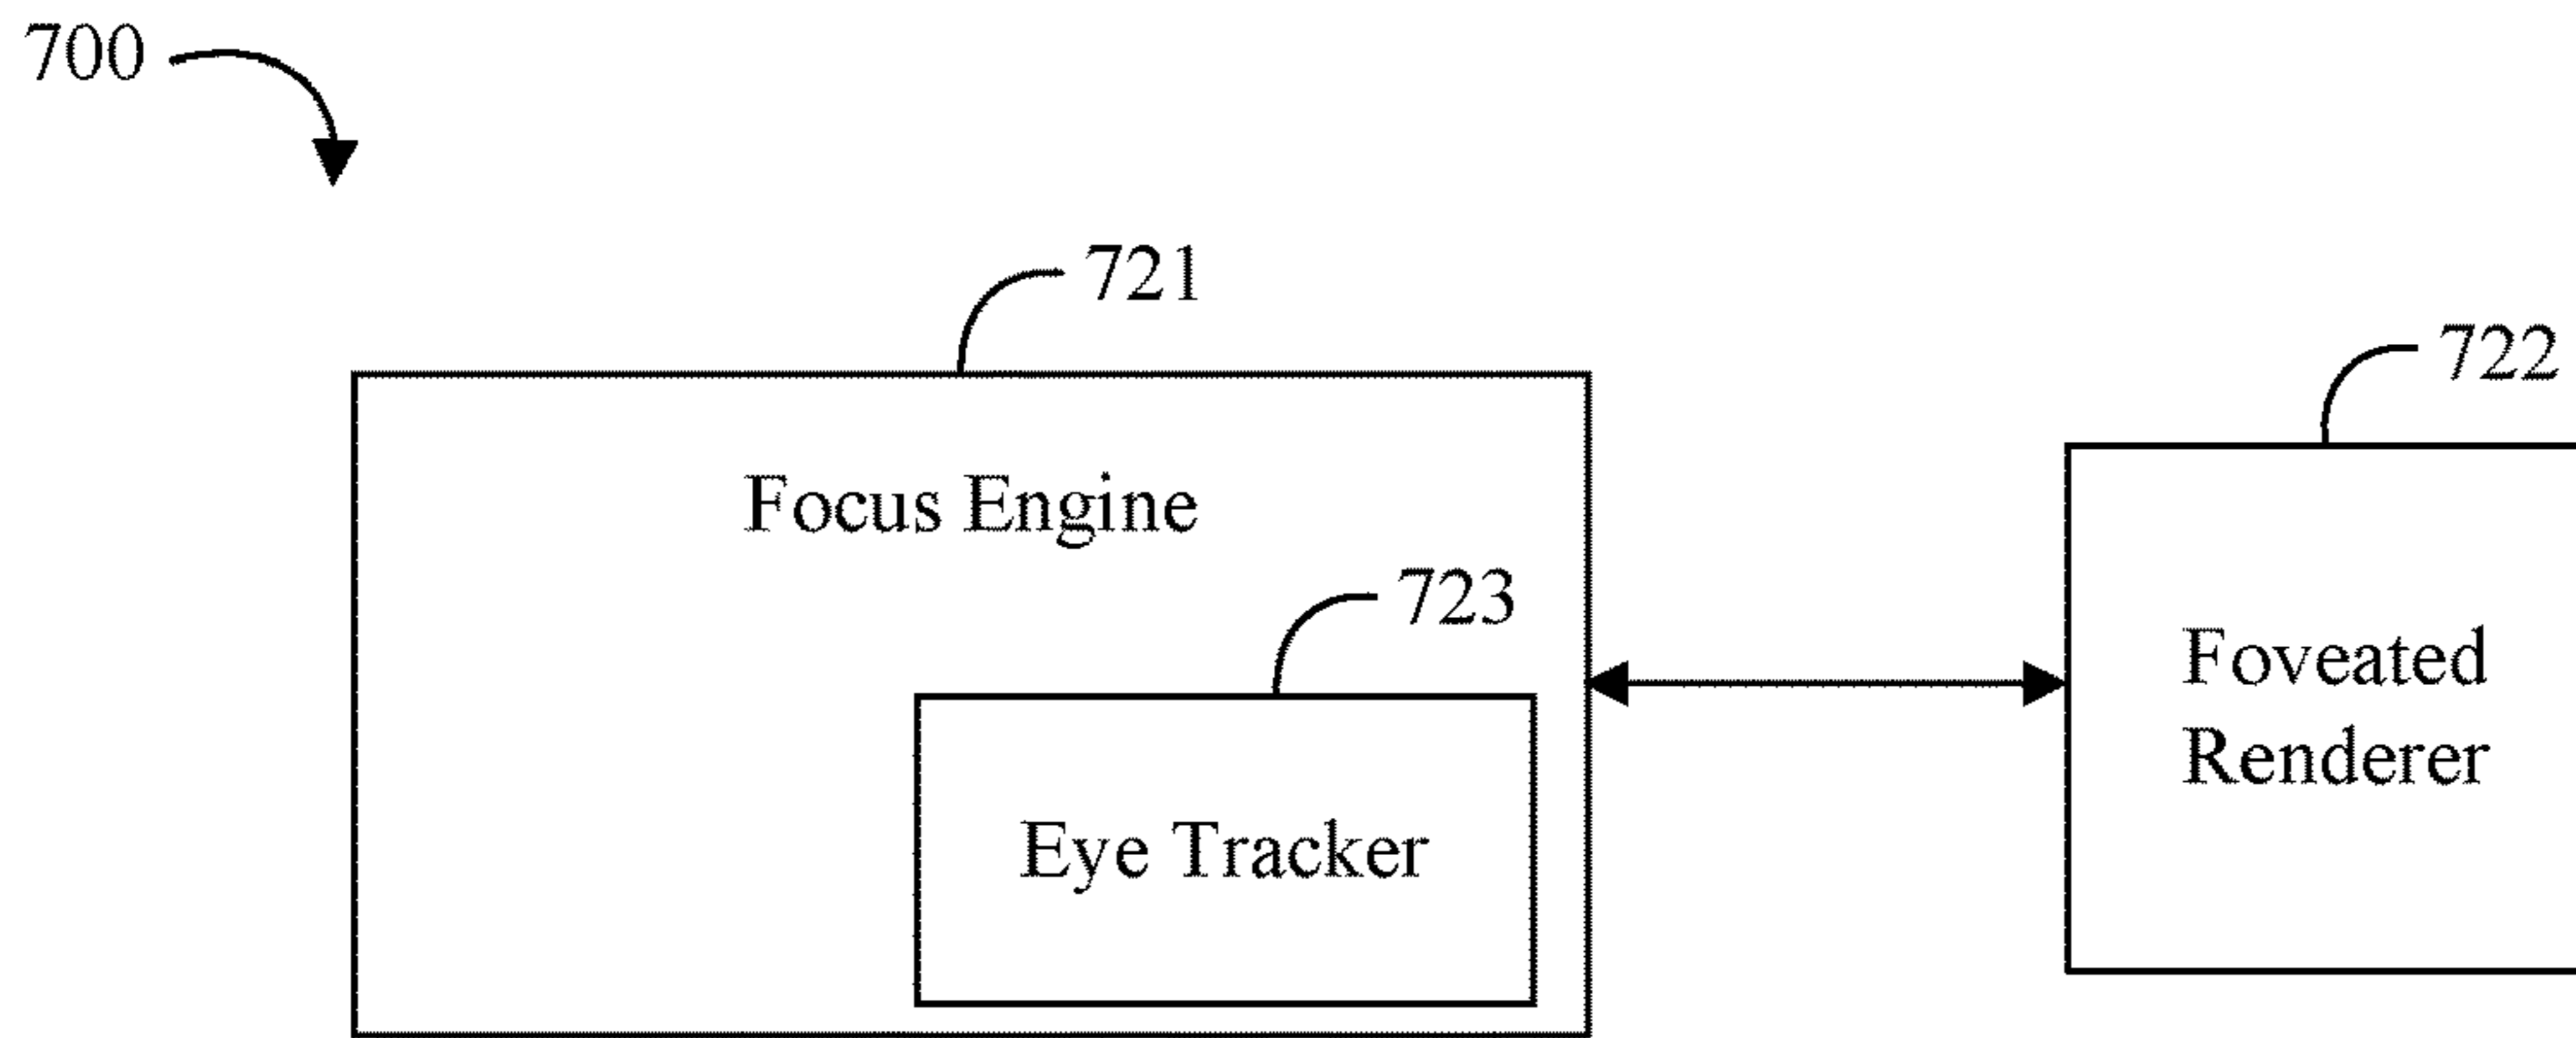 700
721
722
Focus Engine
723
Foveated
Renderer
Eye Tracker